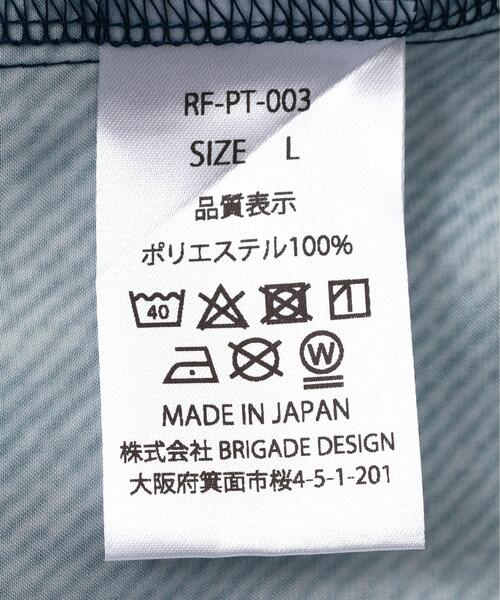 RF-PT-003
SIZE L
品質表示
ポリエステル100%
40
W
MADE IN JAPAN
株式会社 BRIGADE DESIGN
大阪府箕面市桜4-5-1-201